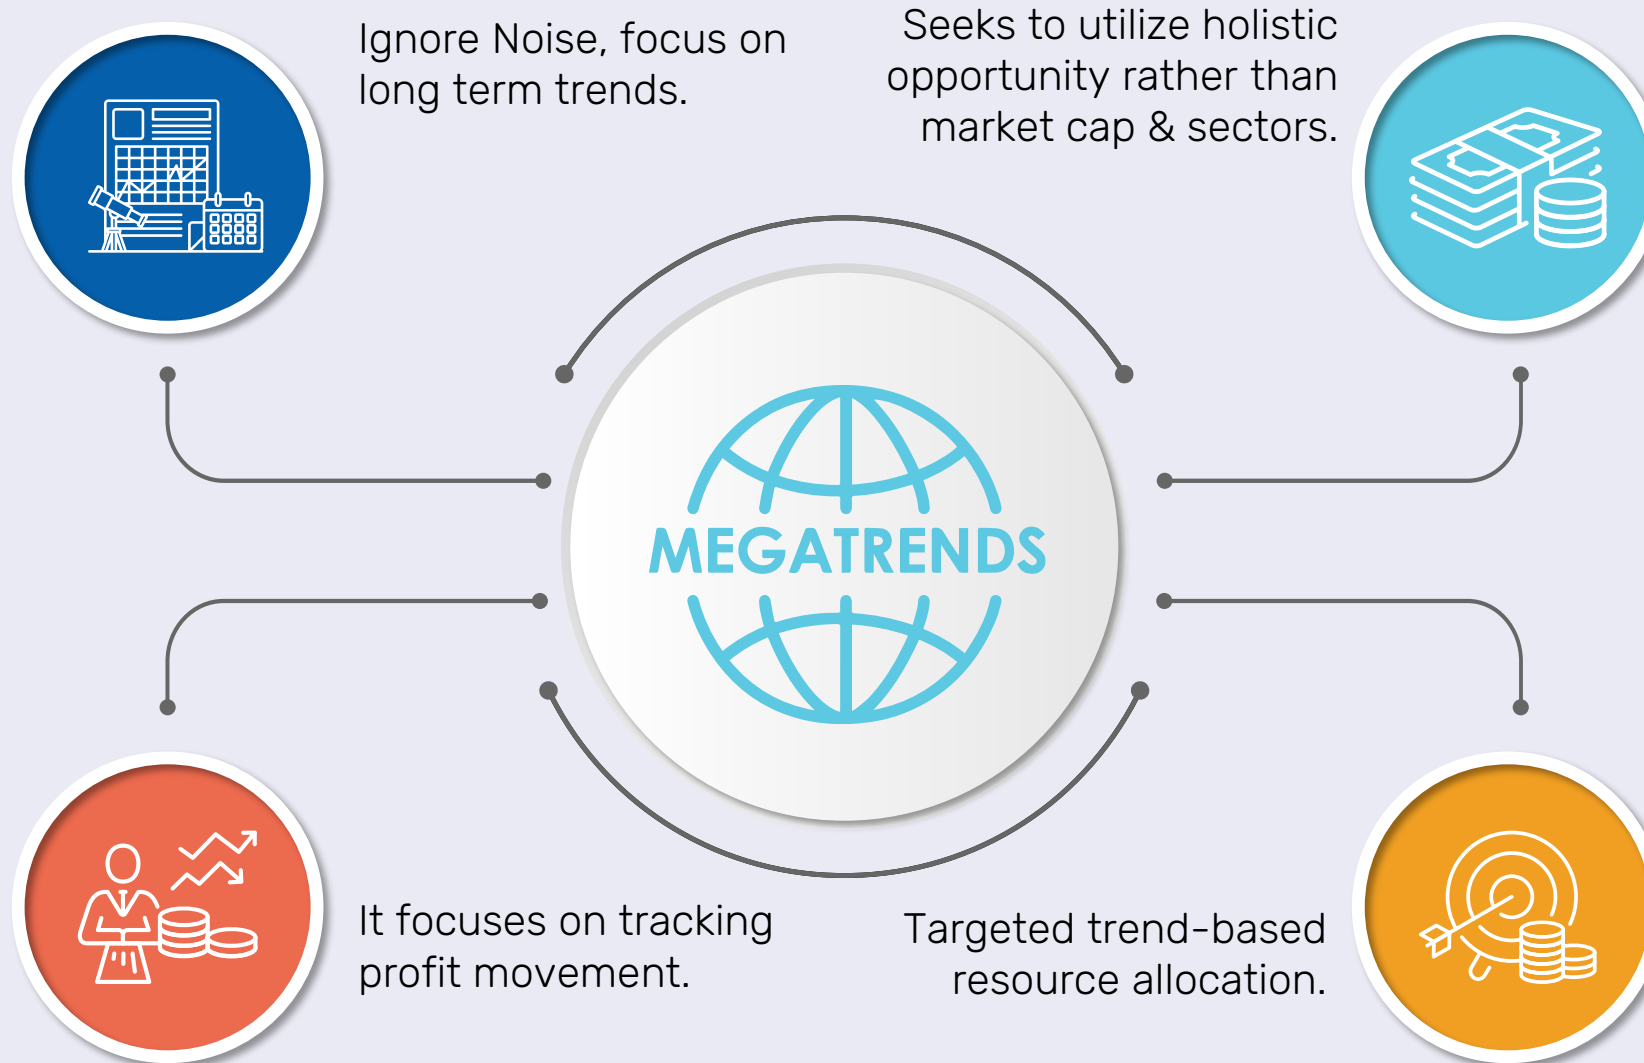 Ignore Noise, focus on
long term trends.
Seeks to utilize holistic
opportunity rather than
market cap & sectors.
MEGATRENDS
It focuses on tracking
profit movement.
Targeted trend-based
resource allocation.